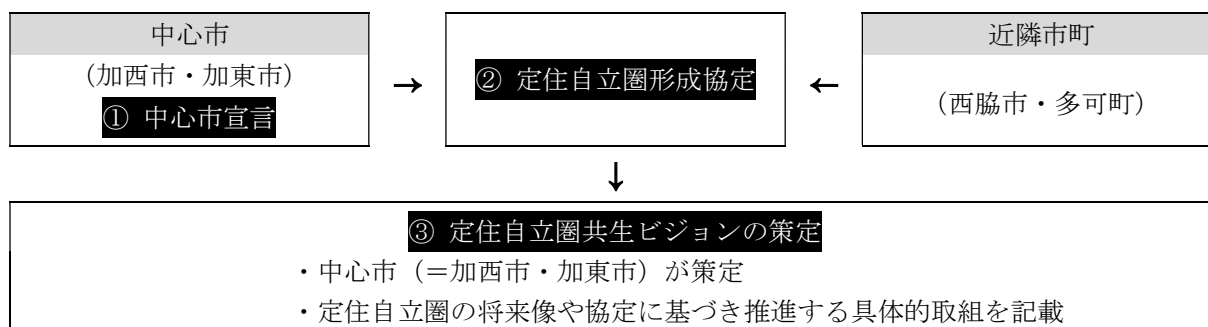 中心市
(加西市・加東市)
① 中心市宣言
→
② 定住自立圏形成協定
←
近隣市町
(西脇市・多可町)
↓
③ 定住自立圏共生ビジョンの策定
・中心市(=加西市・加東市)が策定
・定住自立圏の将来像や協定に基づき推進する具体的取組を記載